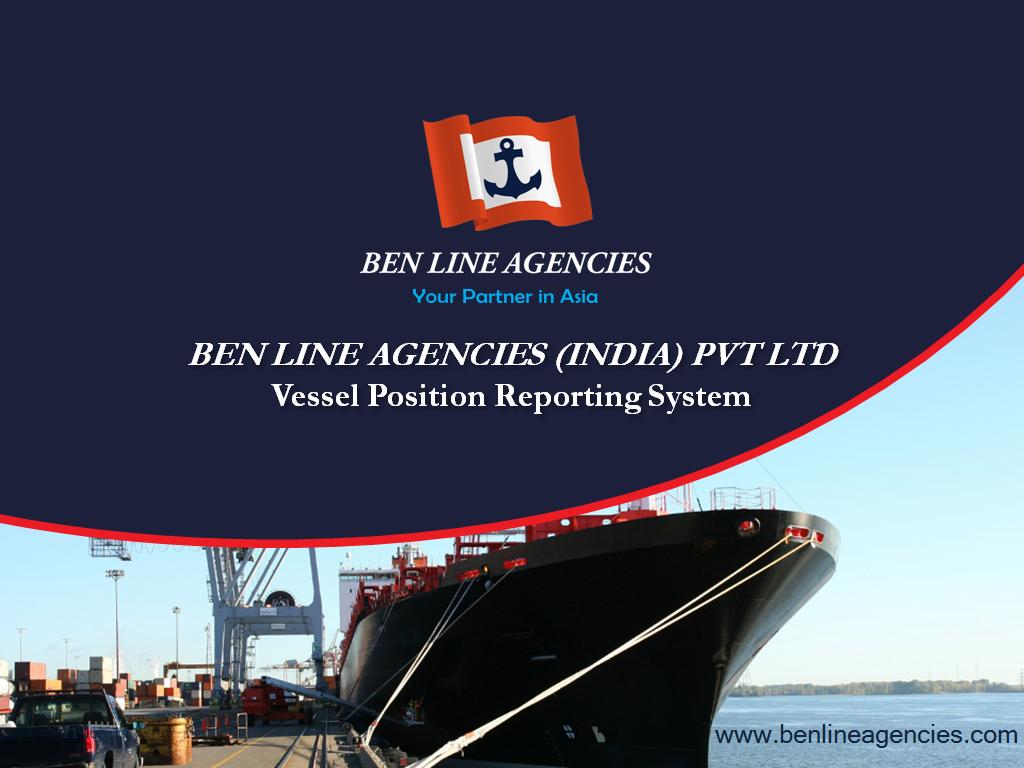 BEN LINE AGENCIES
Your Partner in Asia
BEN LINE AGENCIES (INDIA) PVT LTD
Vessel Position Reporting System
www.benlineagencies.com